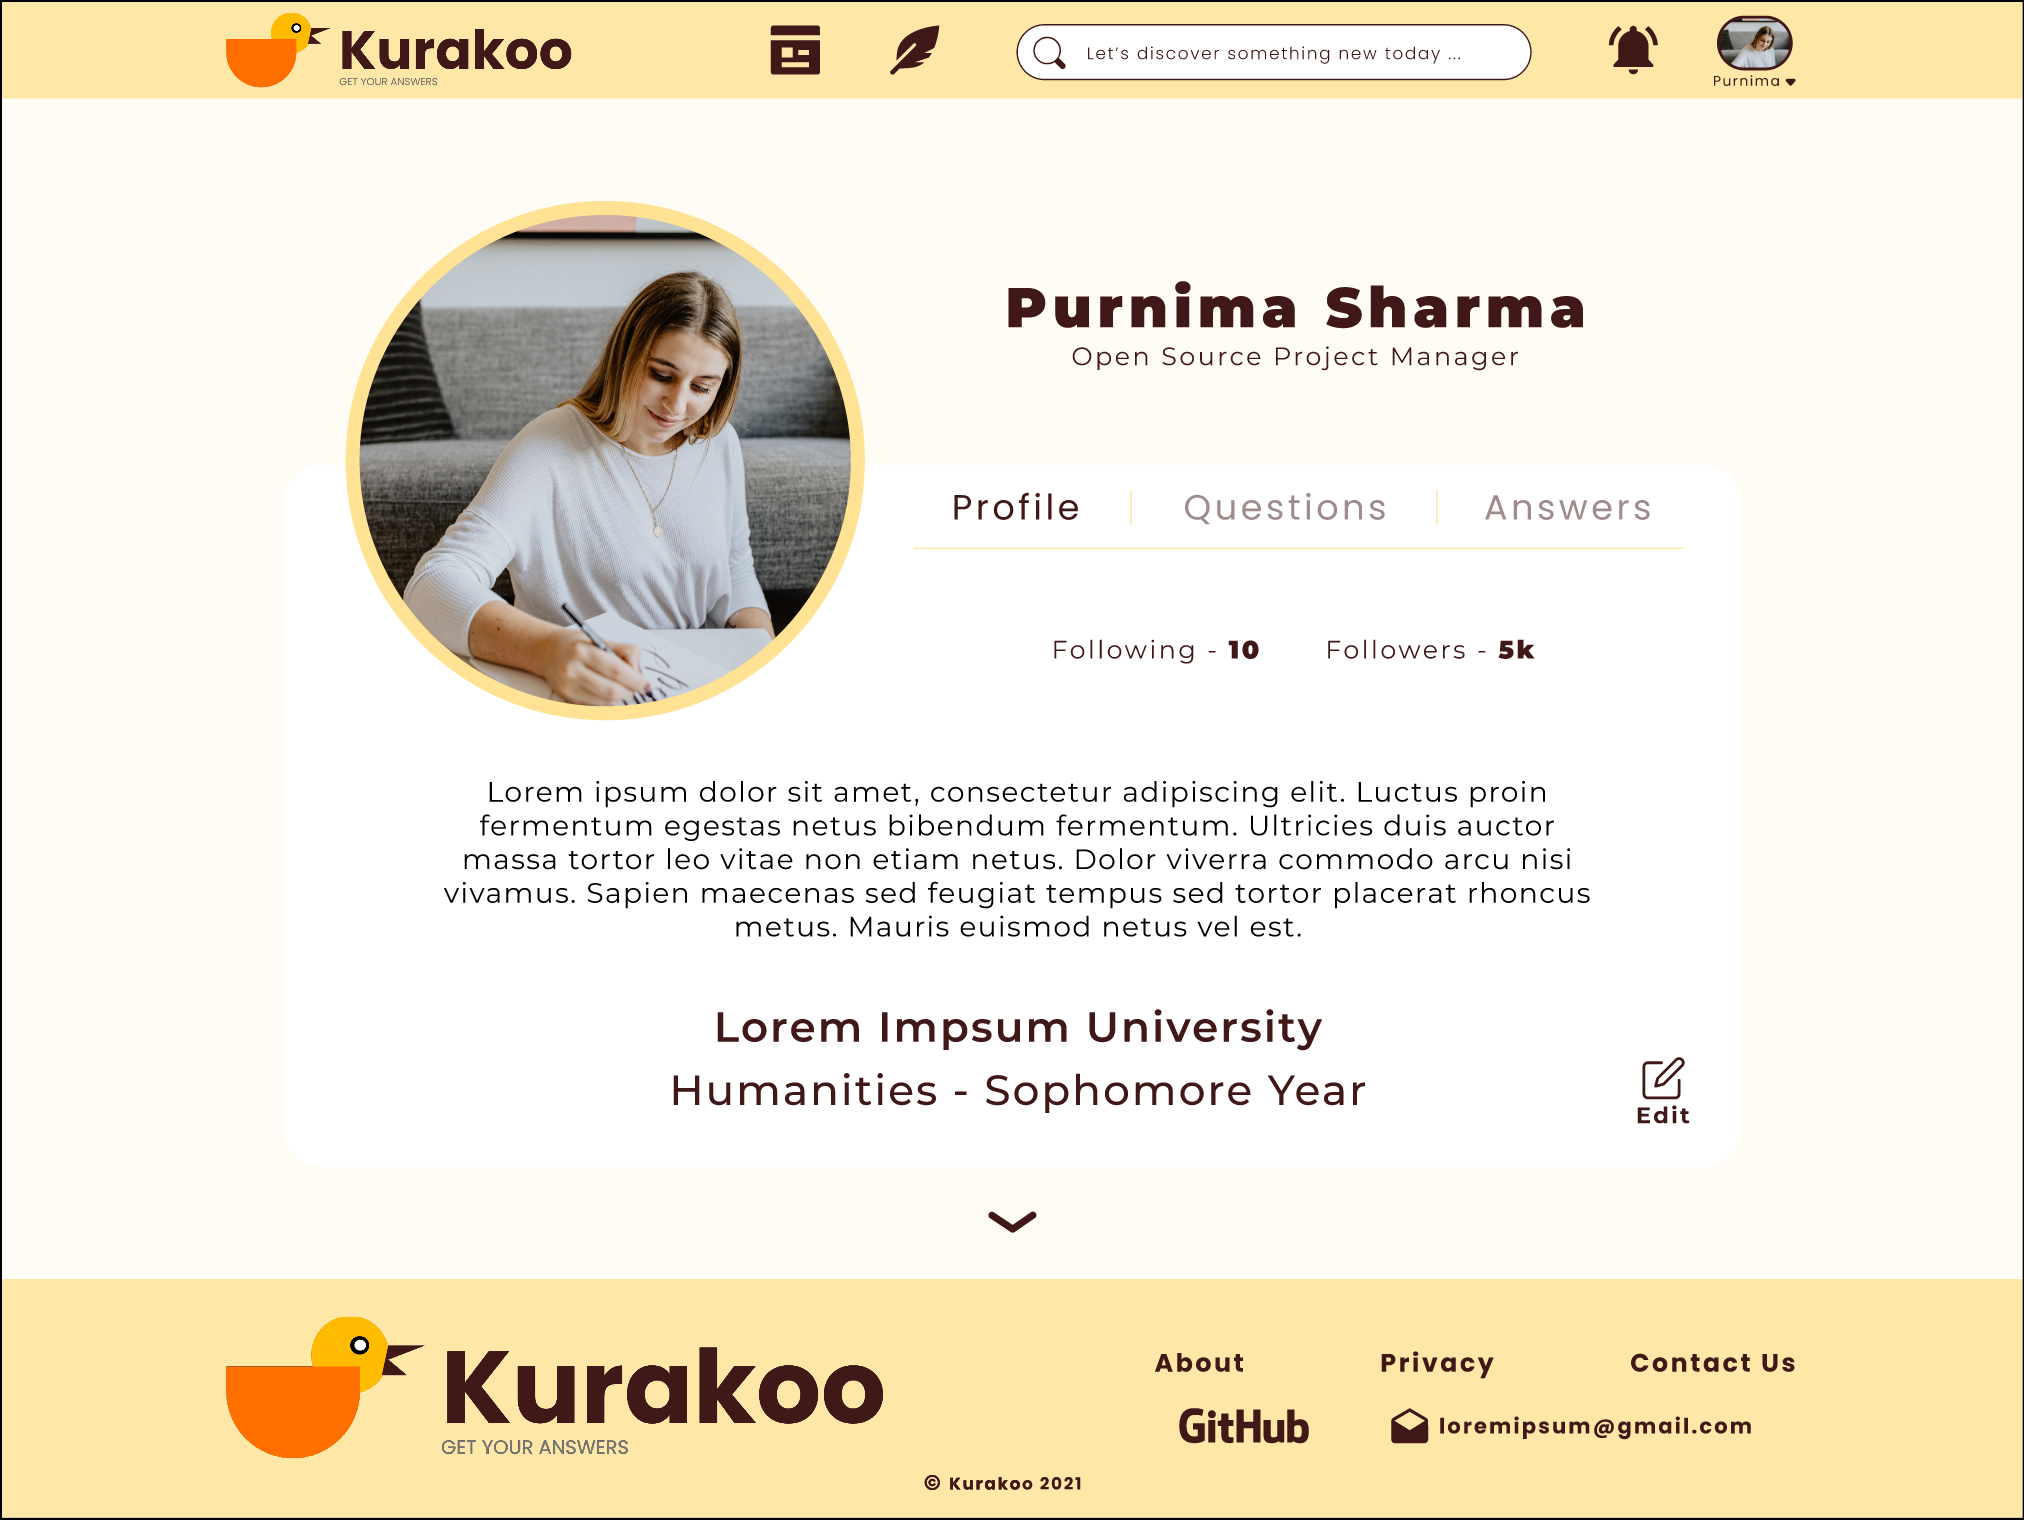 Kurakoo
GET YOUR ANSWERS
Let's discover something new today ...
Purnima
Purnima Sharma
Open Source Project Manager
Profile
Questions
Answers
Following - 10
Followers - 5k
Lorem ipsum dolor sit amet, consectetur adipiscing elit. Luctus proin
fermentum egestas netus bibendum fermentum. Ultricies duis auctor
massa tortor leo vitae non etiam netus. Dolor viverra commodo arcu nisi
vivamus. Sapien maecenas sed feugiat tempus sed tortor placerat rhoncus
metus. Mauris euismod netus vel est.
Lorem Impsum University
Humanities - Sophomore Year
Edit
Kurakoo
GET YOUR ANSWERS
About
Privacy
Contact Us
GitHub
loremipsum@gmail.com
© Kurakoo 2021